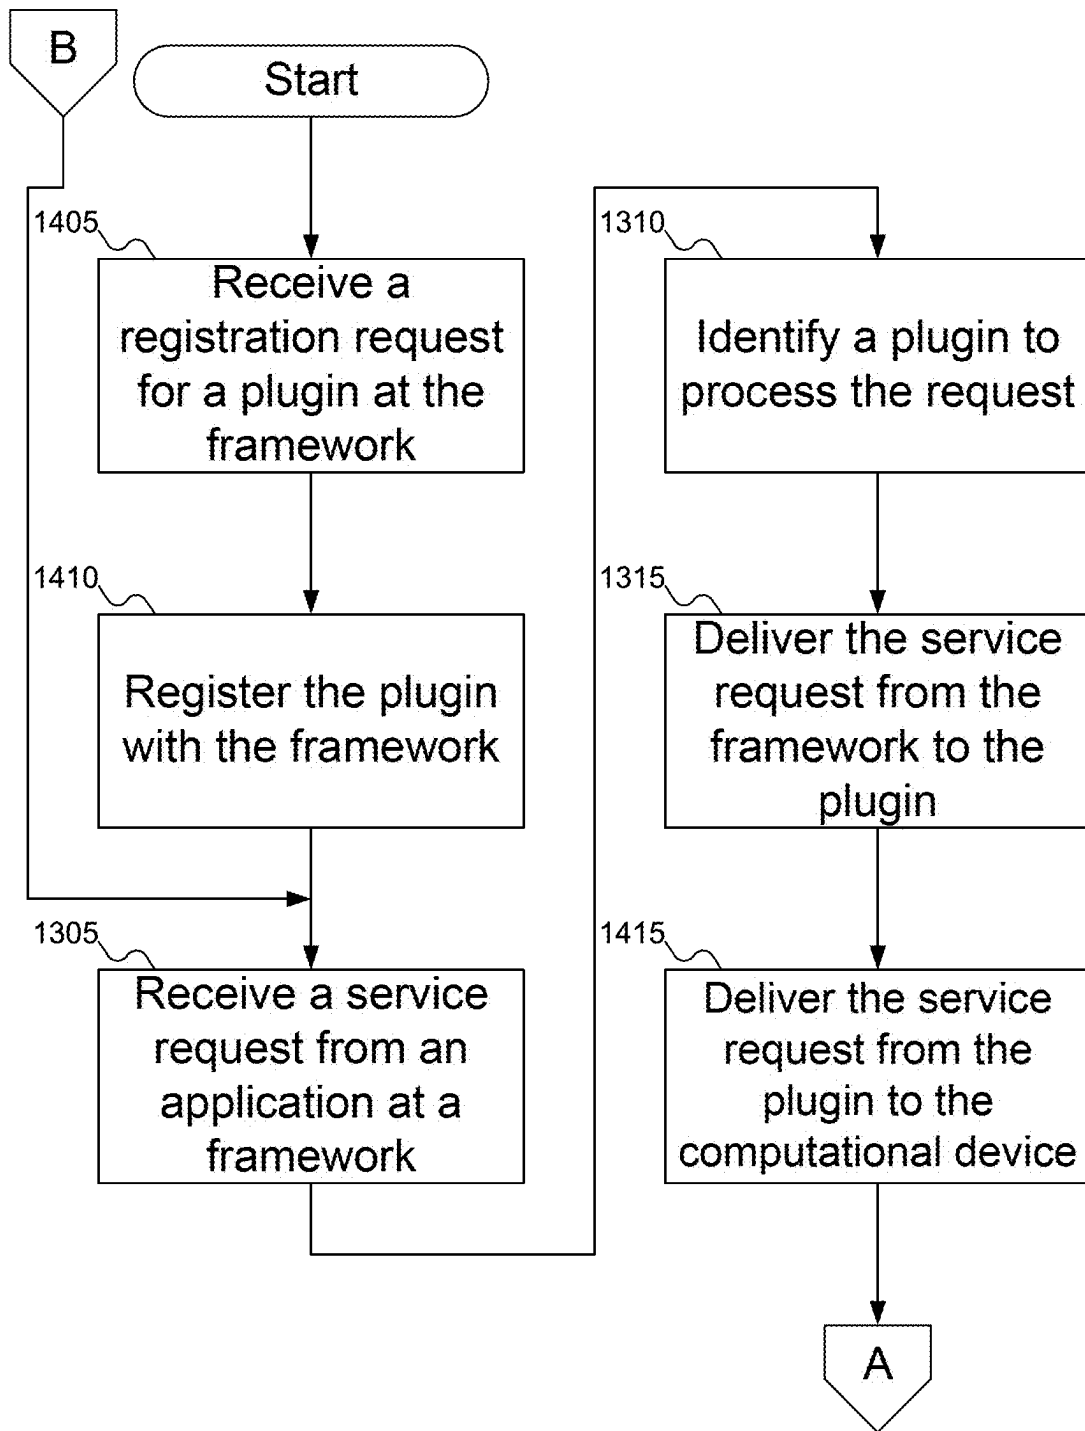 B
Start
1405
Receive a
registration request
for a plugin at the
framework
1410
Register the plugin
with the framework
1305
Receive a service
request from an
application at a
framework
1310
Identify a plugin to
process the request
1315
Deliver the service
request from the
framework to the
plugin
1415
Deliver the service
request from the
plugin to the
computational device
A